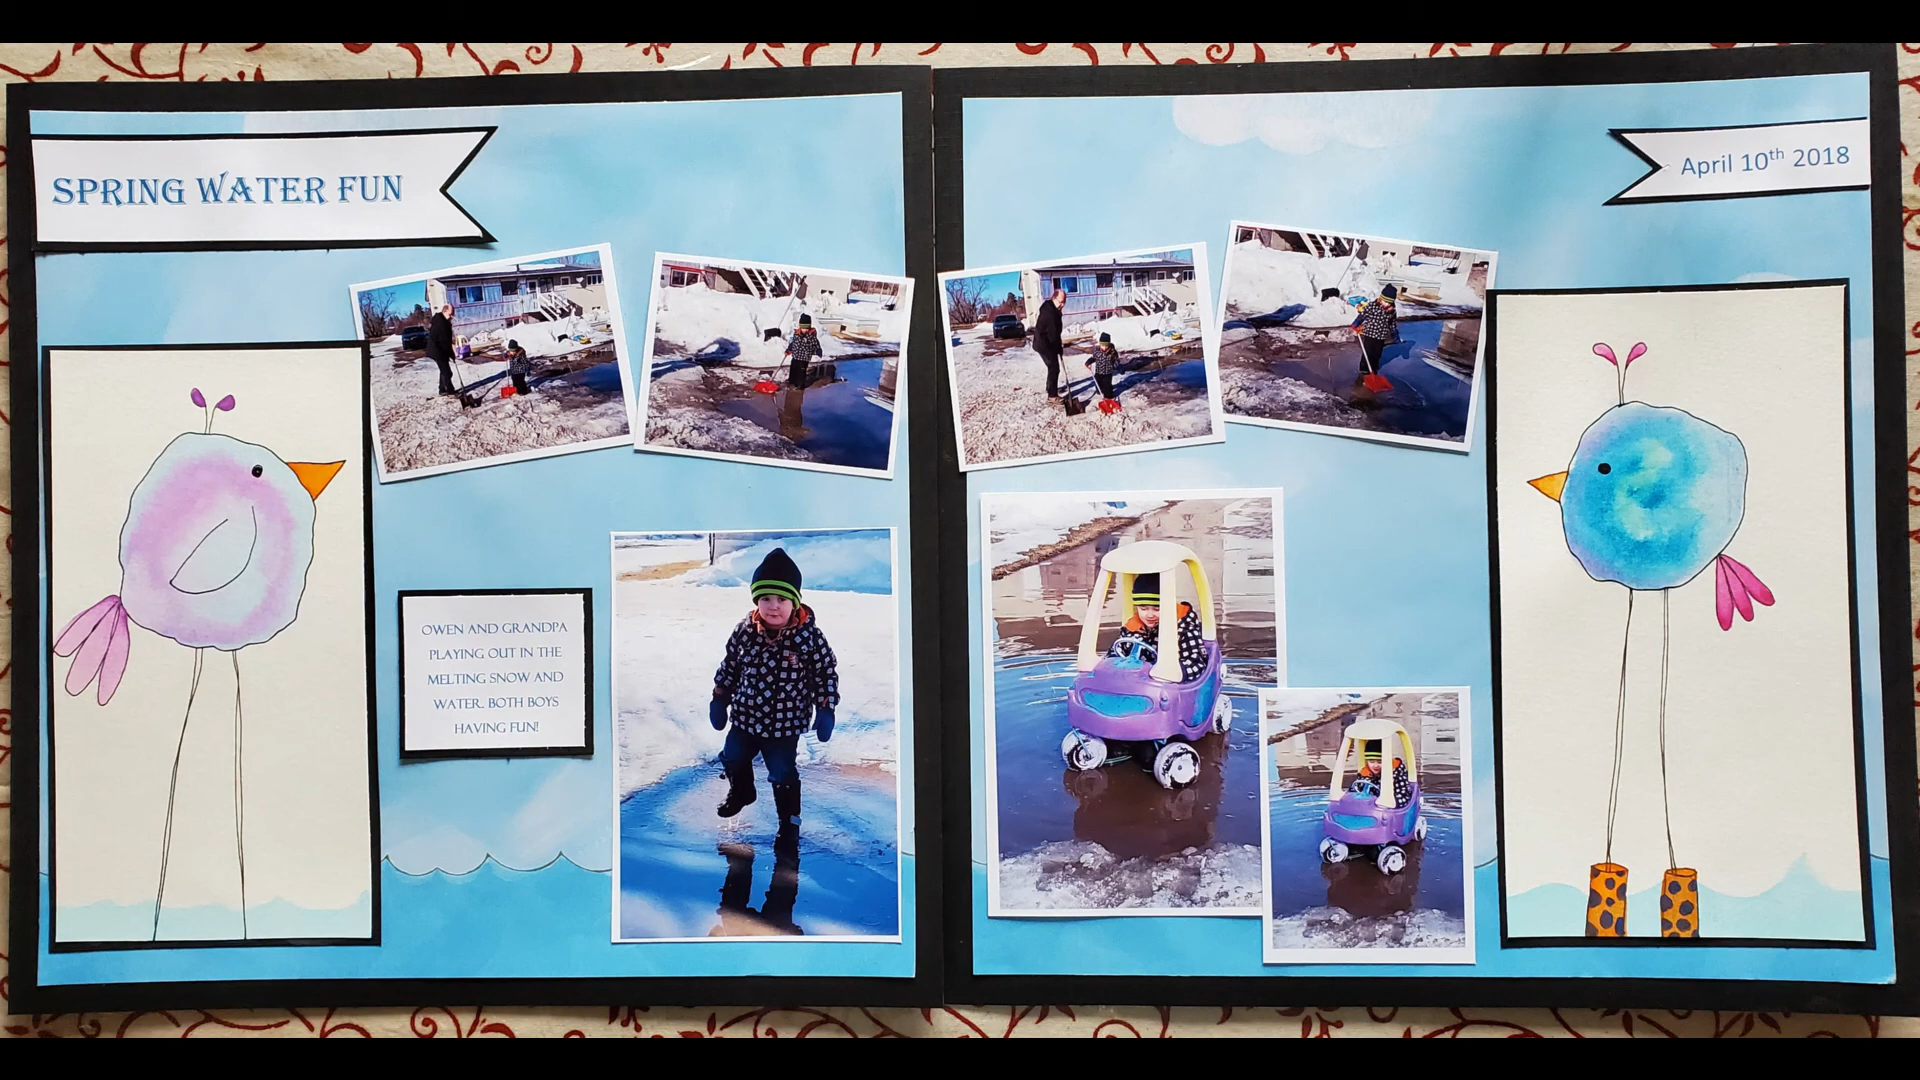 SPRING WATER FUN
April 10th 2018
OWEN AND GRANDPA
PLAYING OUT IN THE
MELTING SNOW AND
WATER. BOTH BOYS
HAVING FUN!